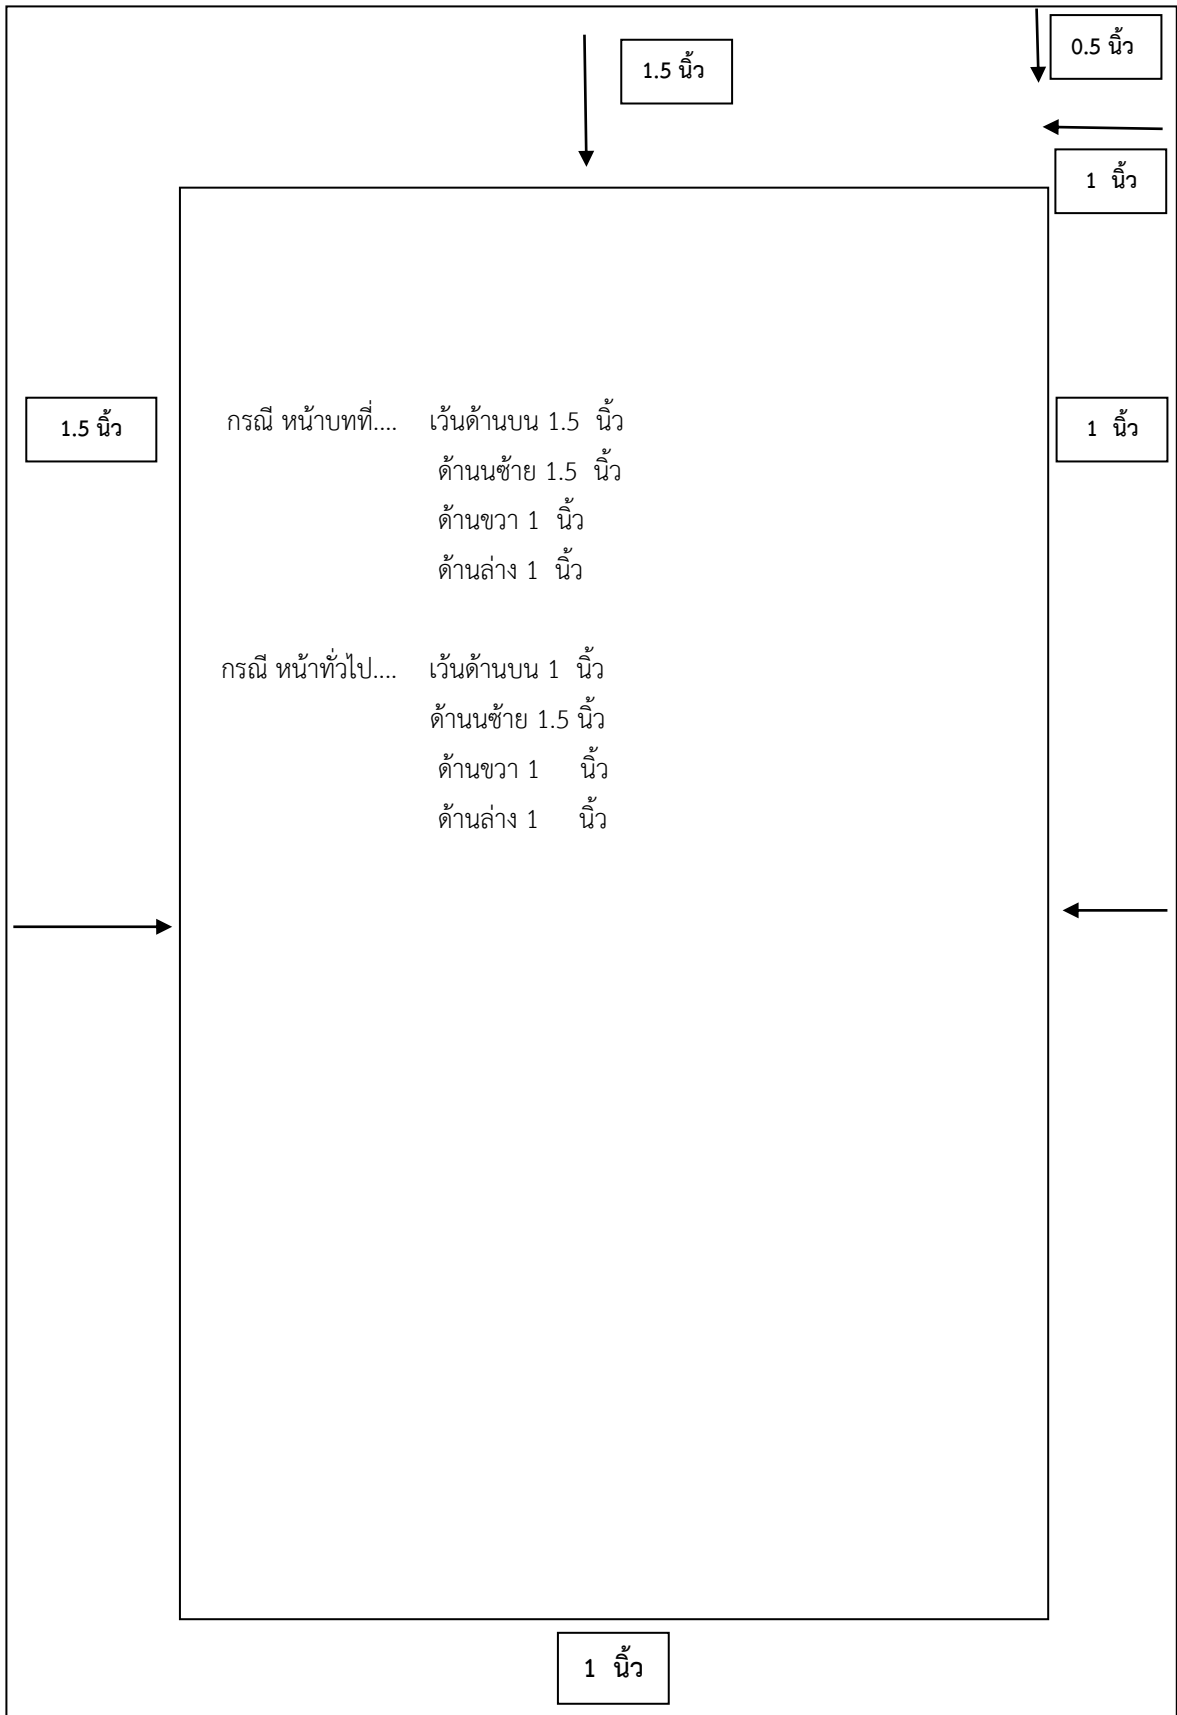 0.5 นิ้ว
1.5 นิ้ว
1 นิ้ว
1.5 นิ้ว
1 นิ้ว
กรณี หน้าบทที่.... เว้นด้านบน 1.5 นิ้ว
ด้านนซ้าย 1.5 นิ้ว
ด้านขวา 1 นิ้ว
ด้านล่าง 1 นิ้ว
กรณี หน้าทั่วไป.... เว้นด้านบน 1 นิ้ว
ด้านนซ้าย 1.5 นิ้ว
ด้านขวา 1 นิ้ว
ด้านล่าง 1 นิ้ว
1 นิ้ว